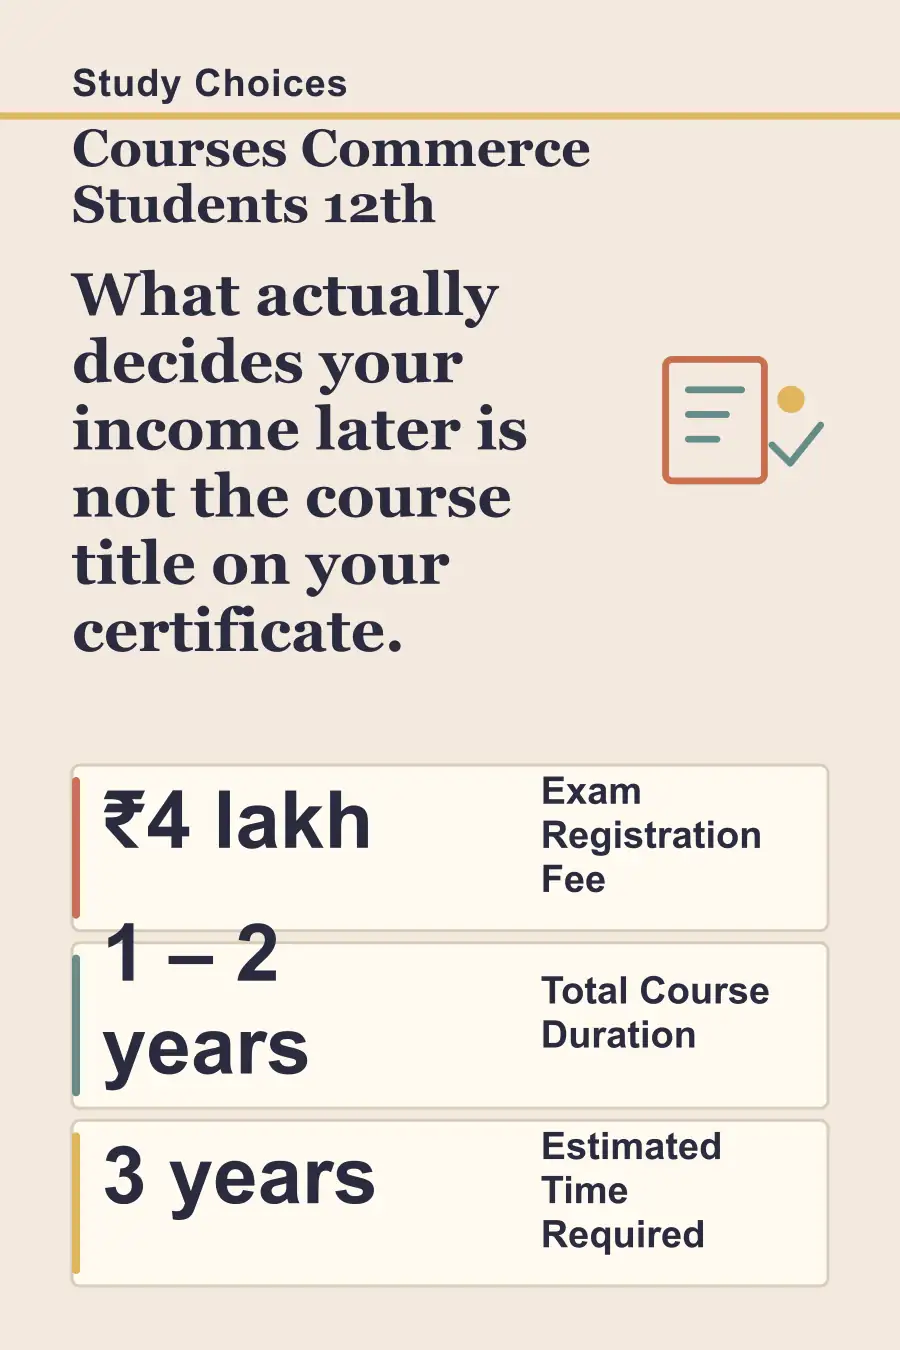 Study Choices
Courses Commerce
Students 12th
What actually
decides your
income later is
not the course
title on your
certificate.
₹4 lakh
Exam
Registration
Fee
1 – 2
years
Total Course
Duration
3 years
Estimated
Time
Required